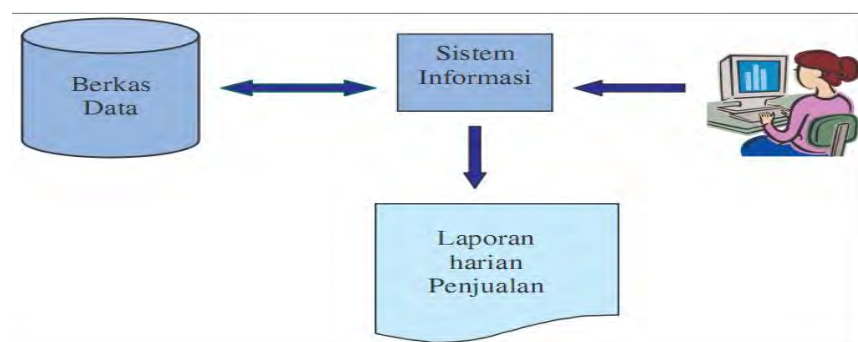 Berkas
Data
Sistem
Informasi
Laporan
harian
Penjualan